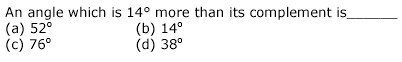 An angle which is 14° more than its complement is______
(a) 52° (b) 14°
(c) 76° (d) 38°